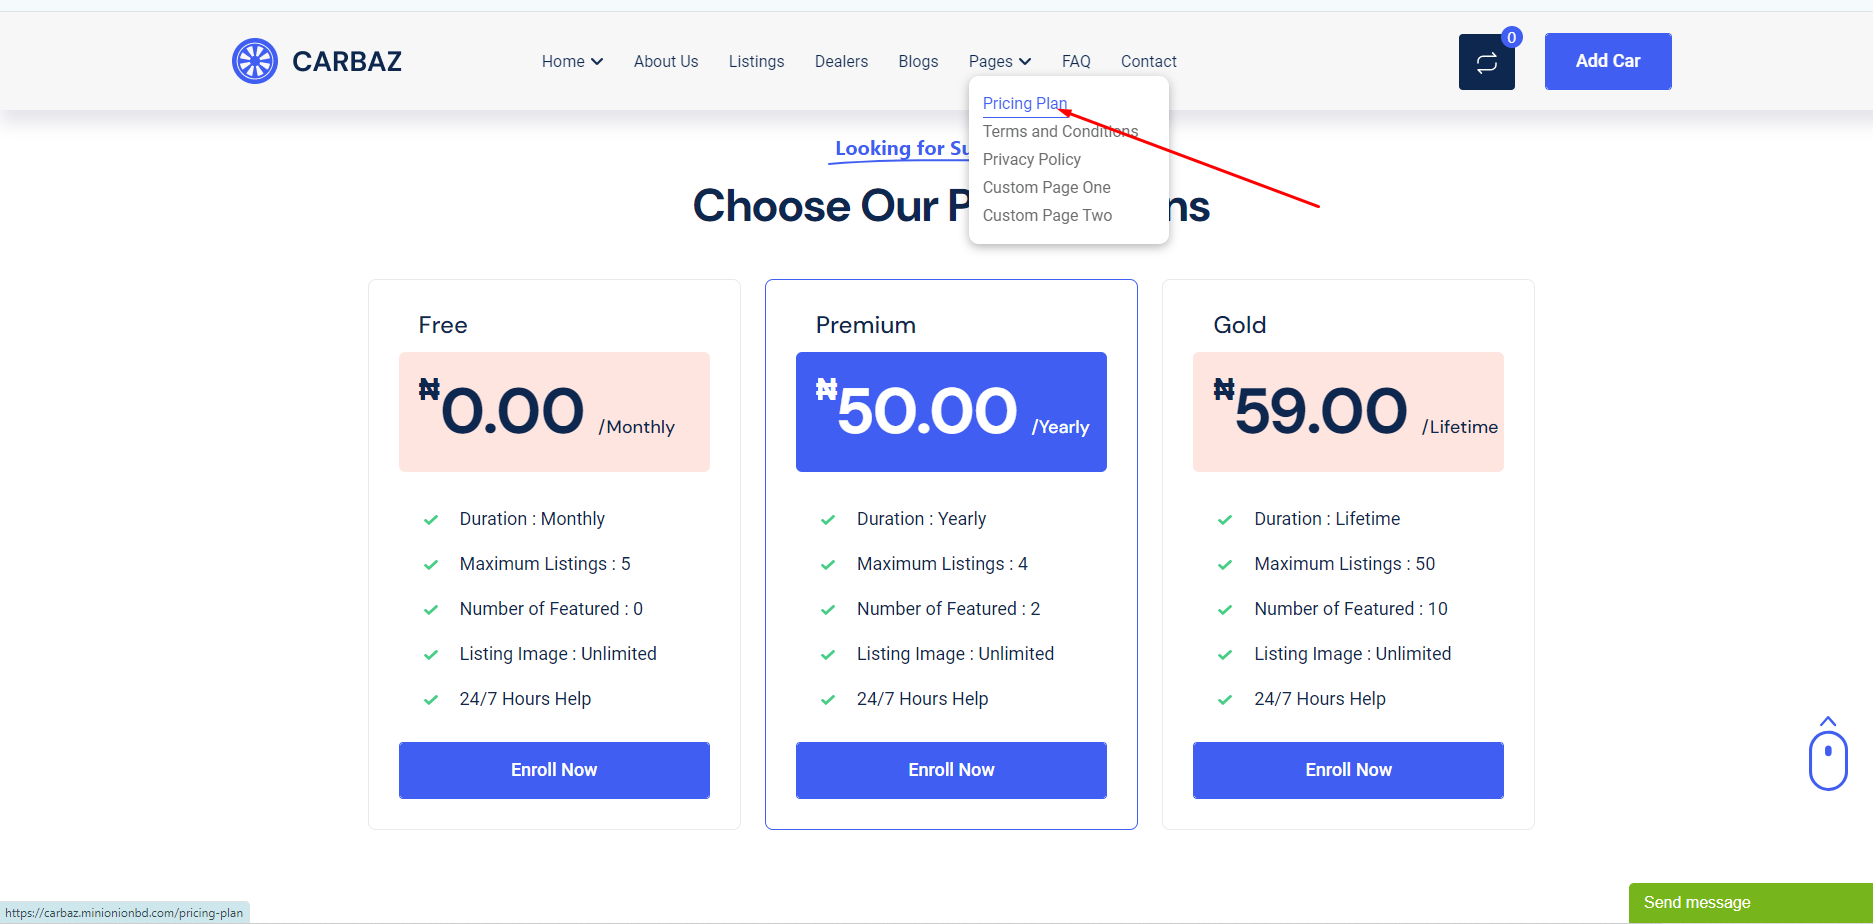 CARBAZ
Home
About Us
Listings
Dealers
Blogs
Pages
FAQ
Contact
0
Add Car
Pricing Plan
Terms and Conditions
Privacy Policy
Custom Page One
Custom Page Two
Looking for Su
Choose Our P ns
Free
₦0.00 /Monthly
Duration : Monthly
Maximum Listings : 5
Number of Featured : 0
Listing Image : Unlimited
24/7 Hours Help
Enroll Now
Premium
₦50.00 /Yearly
Duration : Yearly
Maximum Listings : 4
Number of Featured : 2
Listing Image : Unlimited
24/7 Hours Help
Enroll Now
Gold
₦59.00 /Lifetime
Duration : Lifetime
Maximum Listings : 50
Number of Featured : 10
Listing Image : Unlimited
24/7 Hours Help
Enroll Now
Send message
https://carbaz.minionionbd.com/pricing-plan